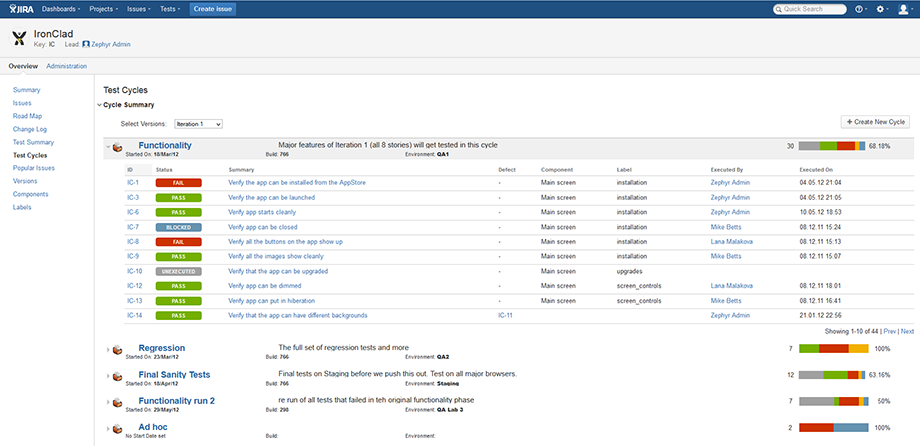 JIRA Dashboards Projects Issues Tests Create issue Quick Search
IronClad
Key: IC Lead: Zephyr Admin
Overview Administration
Summary
Issues
Road Map
Change Log
Test Summary
Test Cycles
Popular Issues
Versions
Components
Labels
Test Cycles
Cycle Summary
Select Versions: Iteration 1
+ Create New Cycle
Functionality Major features of Iteration 1 (all 8 stories) will get tested in this cycle 30 68.18%
Started On: 18/Mar/12 Build: 766 Environment: QA1
ID Status Summary Defect Component Label Executed By Executed On
IC-1 FAIL Verify the app can be installed from the AppStore - Main screen installation Zephyr Admin 04.05.12 21:04
IC-3 PASS Verify the app can be launched - Main screen installation Zephyr Admin 04.05.12 21:05
IC-6 PASS Verify app starts cleanly - Main screen installation Zephyr Admin 10.05.12 18:53
IC-7 BLOCKED Verify app can be closed - Main screen installation Mike Betts 08.12.11 15:24
IC-8 FAIL Verify all the buttons on the app show up - Main screen installation Lana Malakova 08.12.11 15:13
IC-9 PASS Verify all the images show cleanly - Main screen installation Mike Betts 08.12.11 15:07
IC-10 UNEXECUTED Verify that the app can be upgraded - Main screen upgrades
IC-12 PASS Verify app can be dimmed - Main screen screen_controls Lana Malakova 08.12.11 18:01
IC-13 PASS Verify app can put in hiberation - Main screen screen_controls Mike Betts 08.12.11 16:41
IC-14 PASS Verify that the app can have different backgrounds IC-11 Zephyr Admin 21.01.12 22:56
Showing 1-10 of 44 | Prev | Next
Regression The full set of regression tests and more 7 100%
Started On: 23/Mar/12 Build: 766 Environment: QA2
Final Sanity Tests Final tests on Staging before we push this out. Test on all major browsers. 12 63.16%
Started On: 18/Apr/12 Build: 766 Environment: Staging
Functionality run 2 re run of all tests that failed in teh original functionality phase 7 50%
Started On: 29/May/12 Build: 298 Environment: QA Lab 3
Ad hoc 2 100%
No Start Date set Build: Environment: